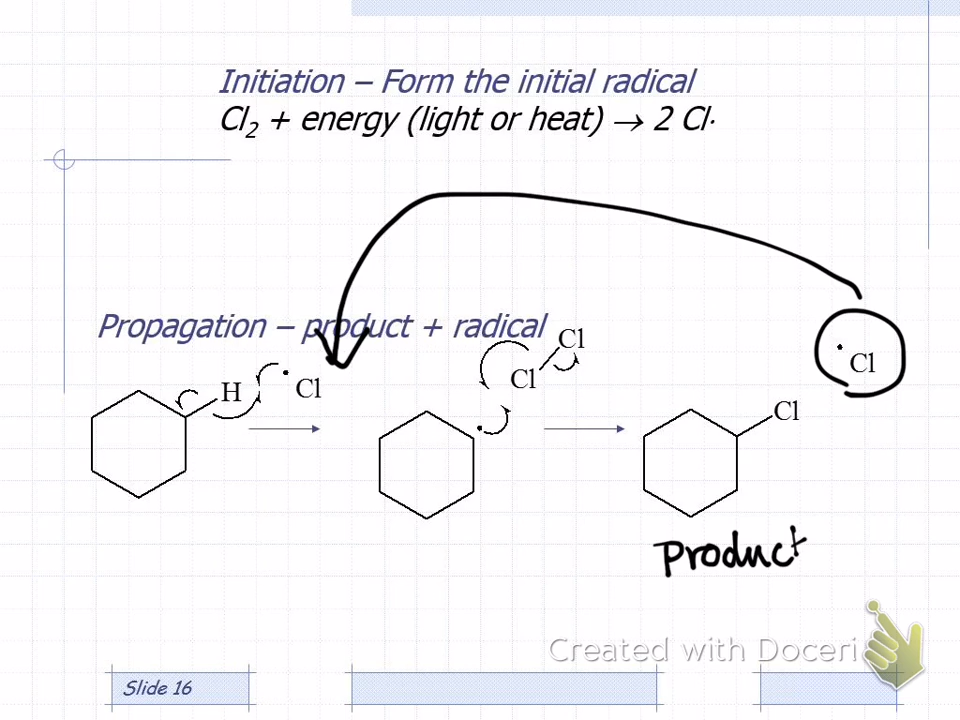 Initiation – Form the initial radical
Cl₂ + energy (light or heat) → 2 Cl·
Propagation – product + radical
Cl
Cl
H
·Cl
·Cl
Cl
Product
Created with Doceri
Slide 16